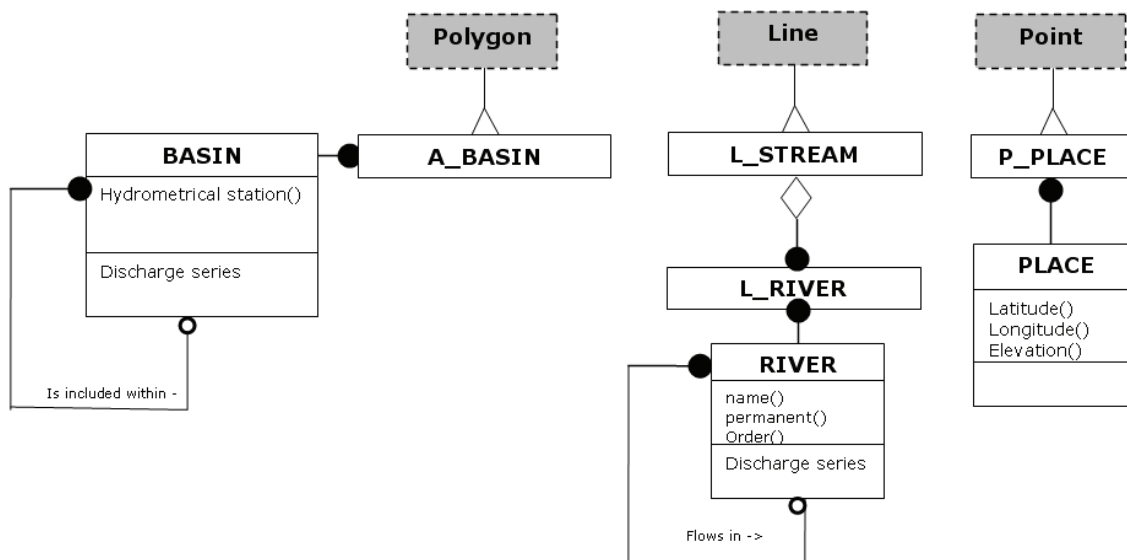 Polygon
Line
Point
BASIN
A_BASIN
L_STREAM
P_PLACE
Hydrometrical station()
Discharge series
Is included within -
L_RIVER
RIVER
name()
permanent()
Order()
Discharge series
Flows in ->
PLACE
Latitude()
Longitude()
Elevation()